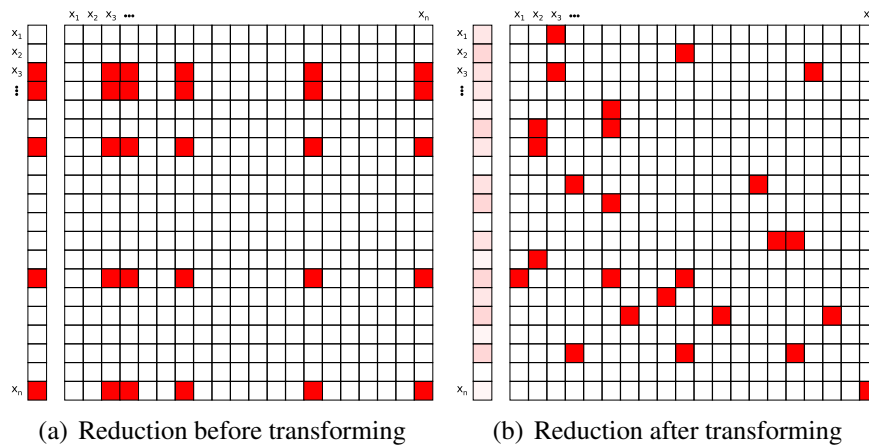 x1 x2 x3 ••• xn
x1
x2
x3
•••
xn
(a) Reduction before transforming
x1 x2 x3 •••
x1
x2
x3
•••
xn
(b) Reduction after transforming